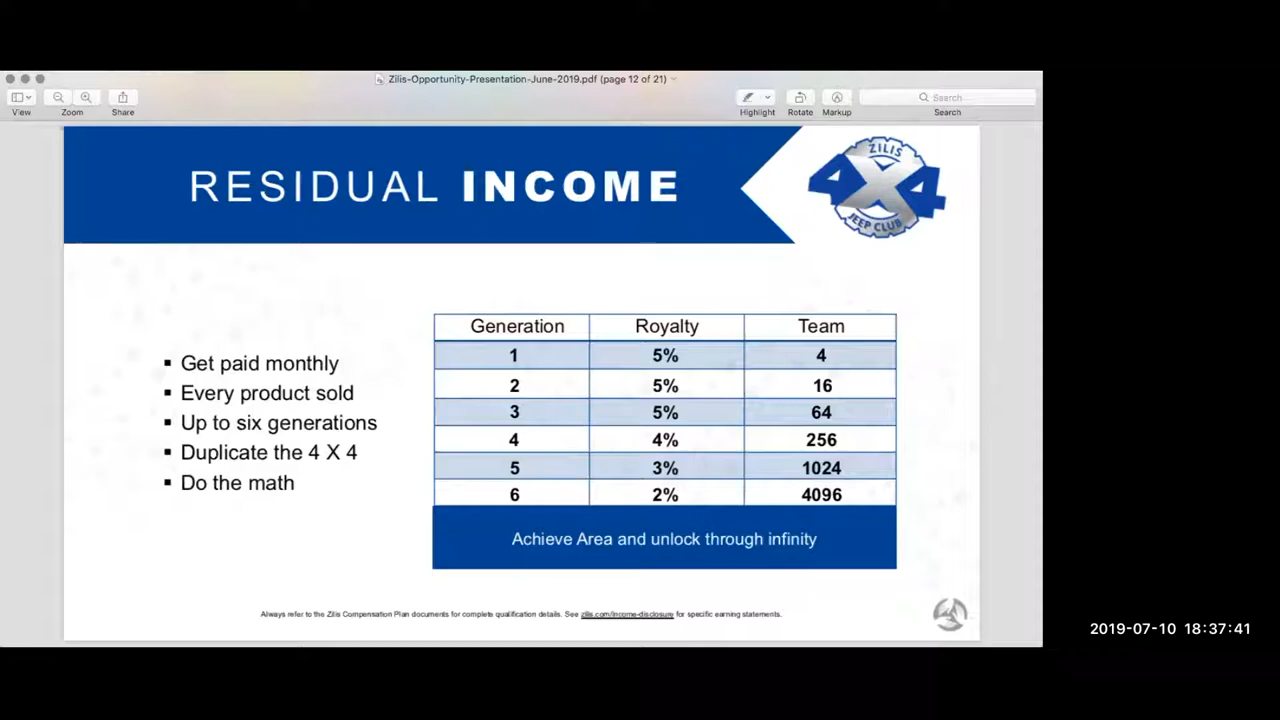 Zilis-Opportunity-Presentation-June-2019.pdf (page 12 of 21)
View Zoom Share Highlight Rotate Markup Search
Search
RESIDUAL INCOME
ZILIS
4X4
JEEP CLUB
▪ Get paid monthly
▪ Every product sold
▪ Up to six generations
▪ Duplicate the 4 X 4
▪ Do the math
Generation Royalty Team
1 5% 4
2 5% 16
3 5% 64
4 4% 256
5 3% 1024
6 2% 4096
Achieve Area and unlock through infinity
Always refer to the Zilis Compensation Plan documents for complete qualification details. See zilis.com/income-disclosure for specific earning statements.
2019-07-10 18:37:41